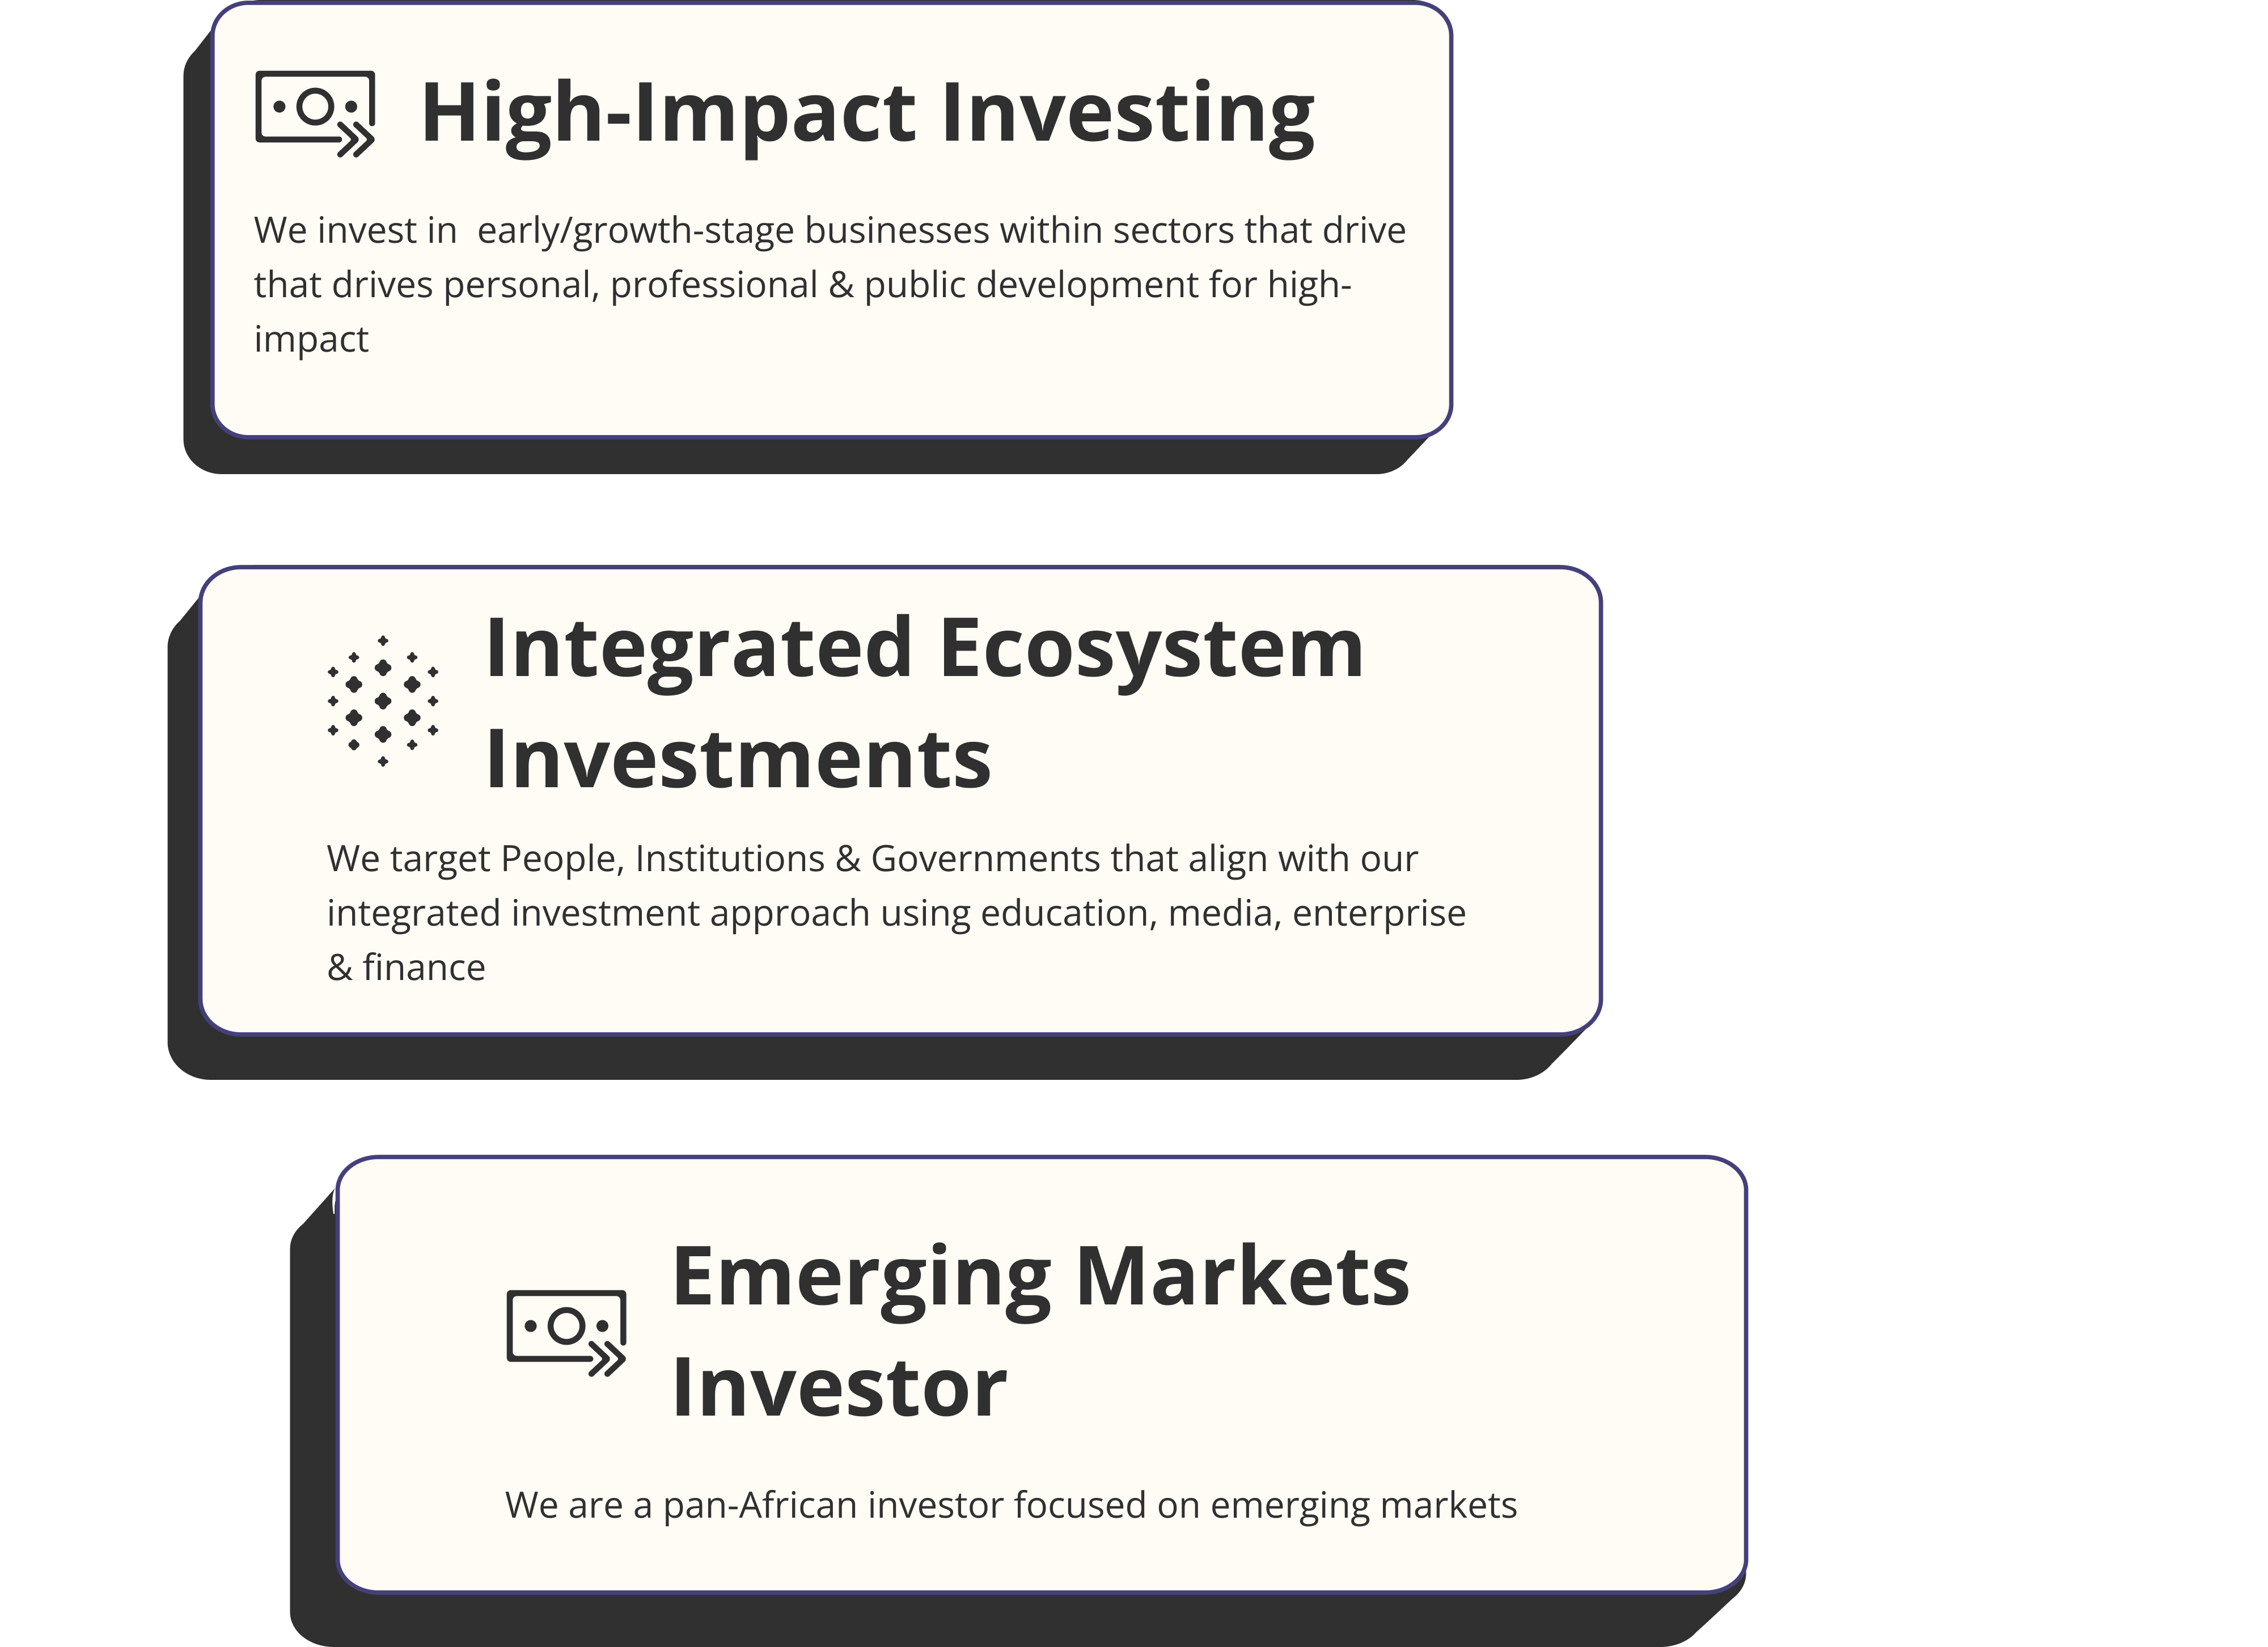 High-Impact Investing
We invest in  early/growth-stage businesses within sectors that drive
that drives personal, professional & public development for high-
impact
Integrated Ecosystem
Investments
We target People, Institutions & Governments that align with our
integrated investment approach using education, media, enterprise
& finance
Emerging Markets
Investor
We are a pan-African investor focused on emerging markets